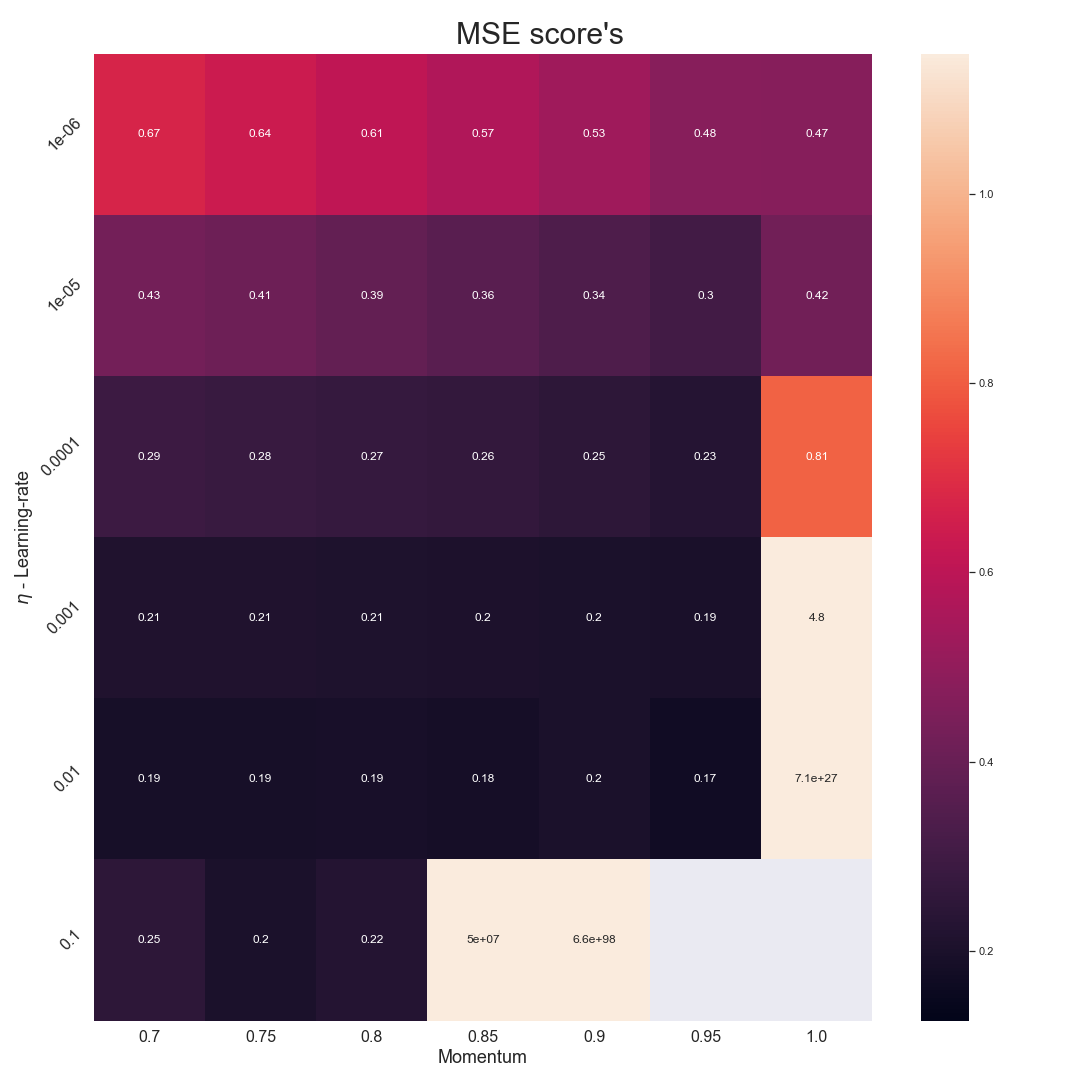 MSE score's
1e-06 0.67 0.64 0.61 0.57 0.53 0.48 0.47
1.0
1e-05 0.43 0.41 0.39 0.36 0.34 0.3 0.42
0.8
0.0001 0.29 0.28 0.27 0.26 0.25 0.23 0.81
η - Learning-rate
0.6
0.001 0.21 0.21 0.21 0.2 0.2 0.19 4.8
0.4
0.01 0.19 0.19 0.19 0.18 0.2 0.17 7.1e+27
0.1 0.25 0.2 0.22 5e+07 6.6e+98
0.2
0.7 0.75 0.8 0.85 0.9 0.95 1.0
Momentum